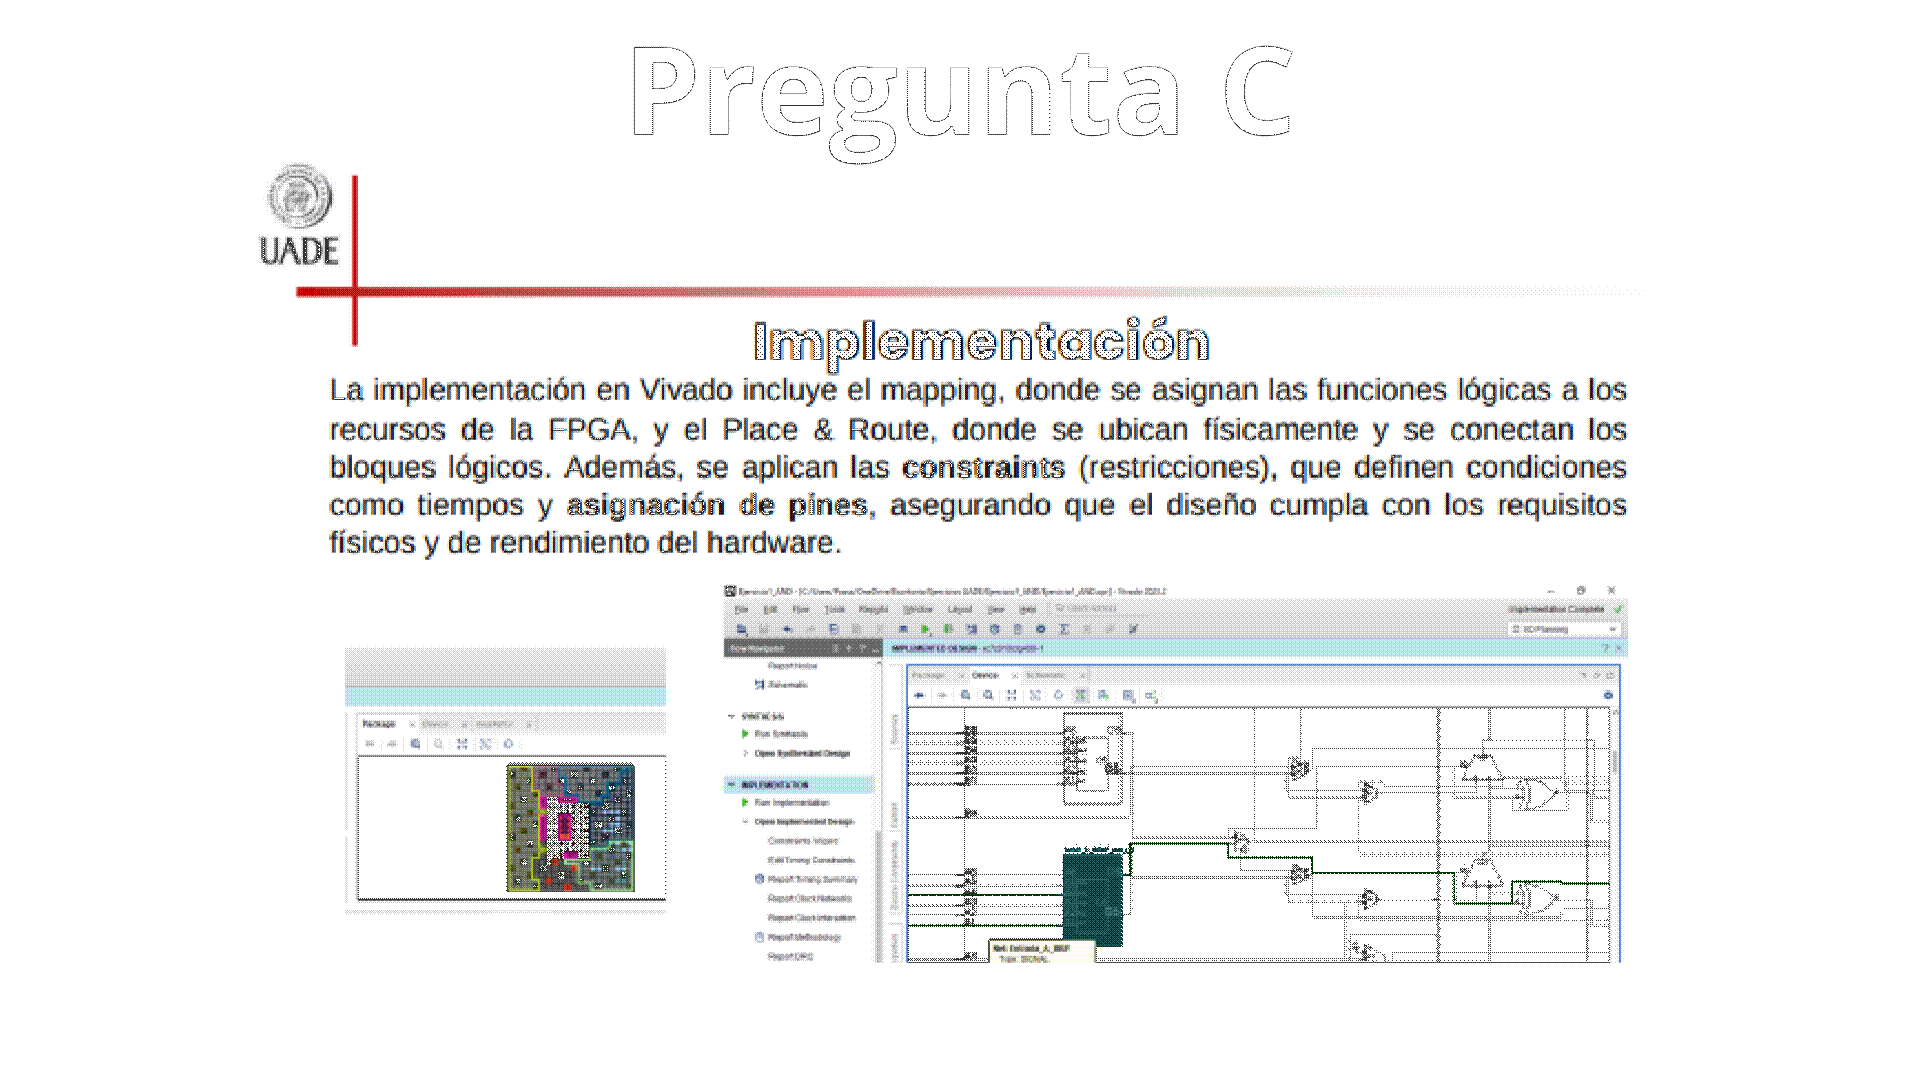 Pregunta C
UADE
Implementación
La implementación en Vivado incluye el mapping, donde se asignan las funciones lógicas a los
recursos de la FPGA, y el Place & Route, donde se ubican físicamente y se conectan los
bloques lógicos. Además, se aplican las constraints (restricciones), que definen condiciones
como tiempos y asignación de pines, asegurando que el diseño cumpla con los requisitos
físicos y de rendimiento del hardware.
File Edit Flow Tools Reports Window Layout View Help
Implementation Complete
I/O Planning
Flow Navigator
IMPLEMENTED DESIGN
Package Device Schematic
Package Device
Report Noise
Schematic
SYNTHESIS
Run Synthesis
Open Synthesized Design
IMPLEMENTATION
Run Implementation
Open Implemented Design
Constraints Wizard
Edit Timing Constraints
Report Timing Summary
Report Clock Networks
Report Clock Interaction
Report Methodology
Report DRC
Net: Entrada_A_IBUF
Type: SIGNAL